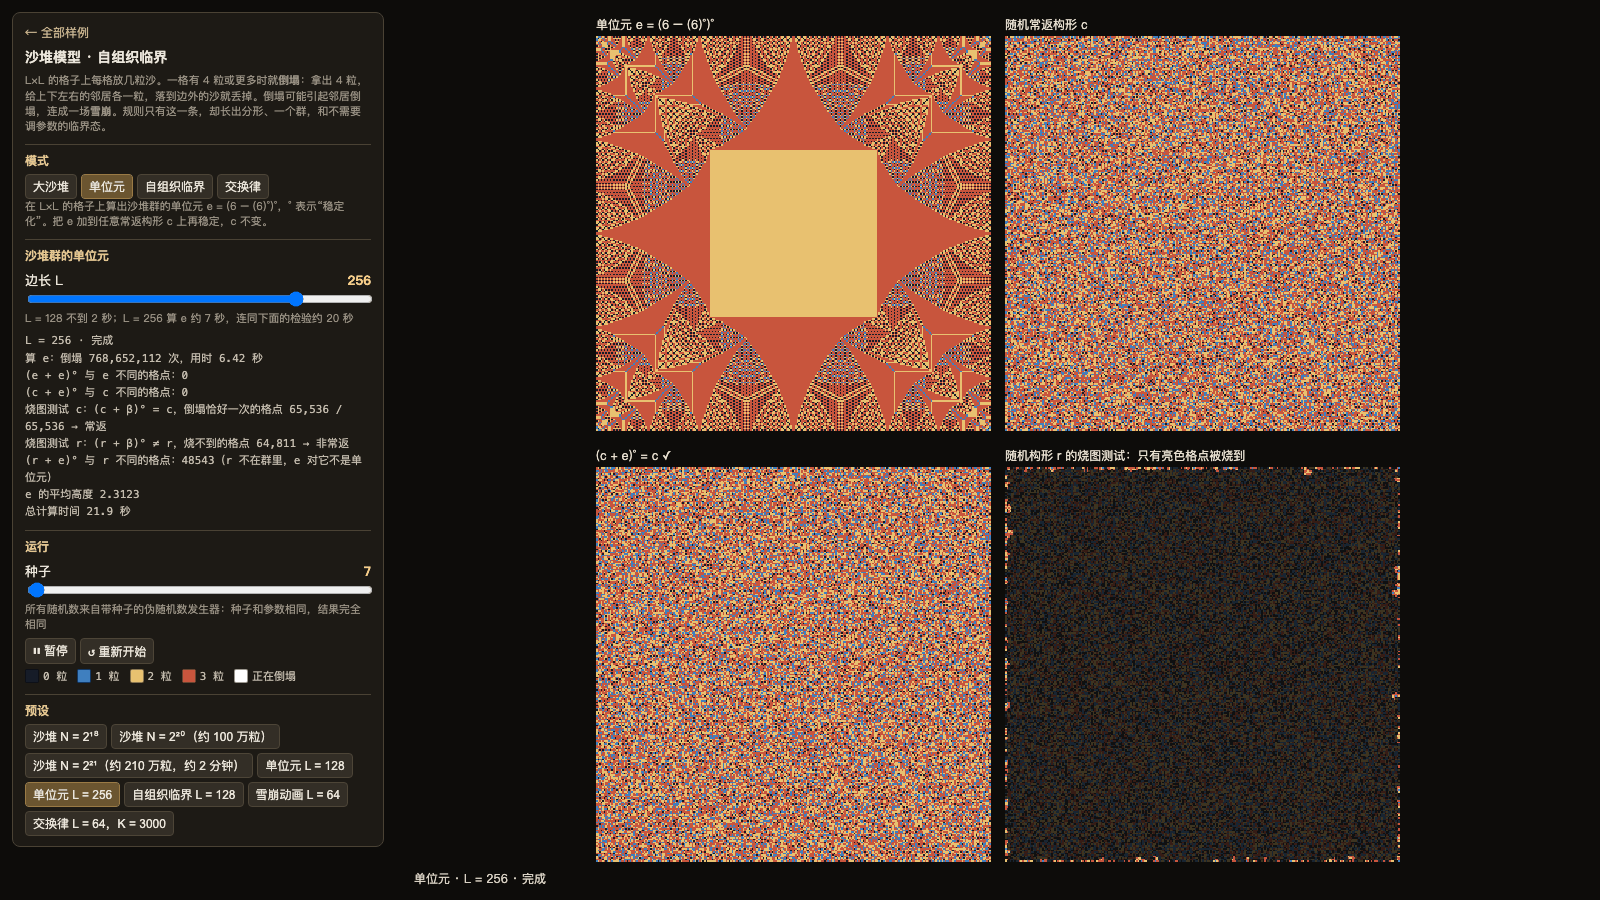 ← 全部样例
沙堆模型 · 自组织临界
L×L 的格子上每格放几粒沙。一格有 4 粒或更多时就倒塌：拿出 4 粒，
给上下左右的邻居各一粒，落到边外的沙就丢掉。倒塌可能引起邻居倒
塌，连成一场雪崩。规则只有这一条，却长出分形、一个群，和不需要
调参数的临界态。
模式
大沙堆 单位元 自组织临界 交换律
在 L×L 的格子上算出沙堆群的单位元 e = (6 − (6)°)°，° 表示“稳定
化”。把 e 加到任意常返构形 c 上再稳定，c 不变。
沙堆群的单位元
边长 L 256
L = 128 不到 2 秒；L = 256 算 e 约 7 秒，连同下面的检验约 20 秒
L = 256 · 完成
算 e：倒塌 768,652,112 次，用时 6.42 秒
(e + e)° 与 e 不同的格点：0
(c + e)° 与 c 不同的格点：0
烧图测试 c：(c + β)° = c，倒塌恰好一次的格点 65,536 /
65,536 → 常返
烧图测试 r：(r + β)° ≠ r，烧不到的格点 64,811 → 非常返
(r + e)° 与 r 不同的格点：48543（r 不在群里，e 对它不是单
位元）
e 的平均高度 2.3123
总计算时间 21.9 秒
运行
种子 7
所有随机数来自带种子的伪随机数发生器：种子和参数相同，结果完全
相同
⏸ 暂停 ↺ 重新开始
0 粒 1 粒 2 粒 3 粒 正在倒塌
预设
沙堆 N = 2¹⁸ 沙堆 N = 2²⁰（约 100 万粒）
沙堆 N = 2²¹（约 210 万粒，约 2 分钟） 单位元 L = 128
单位元 L = 256 自组织临界 L = 128 雪崩动画 L = 64
交换律 L = 64，K = 3000
单位元 e = (6 − (6)°)°
随机常返构形 c
(c + e)° = c ✓
随机构形 r 的烧图测试：只有亮色格点被烧到
单位元 · L = 256 · 完成